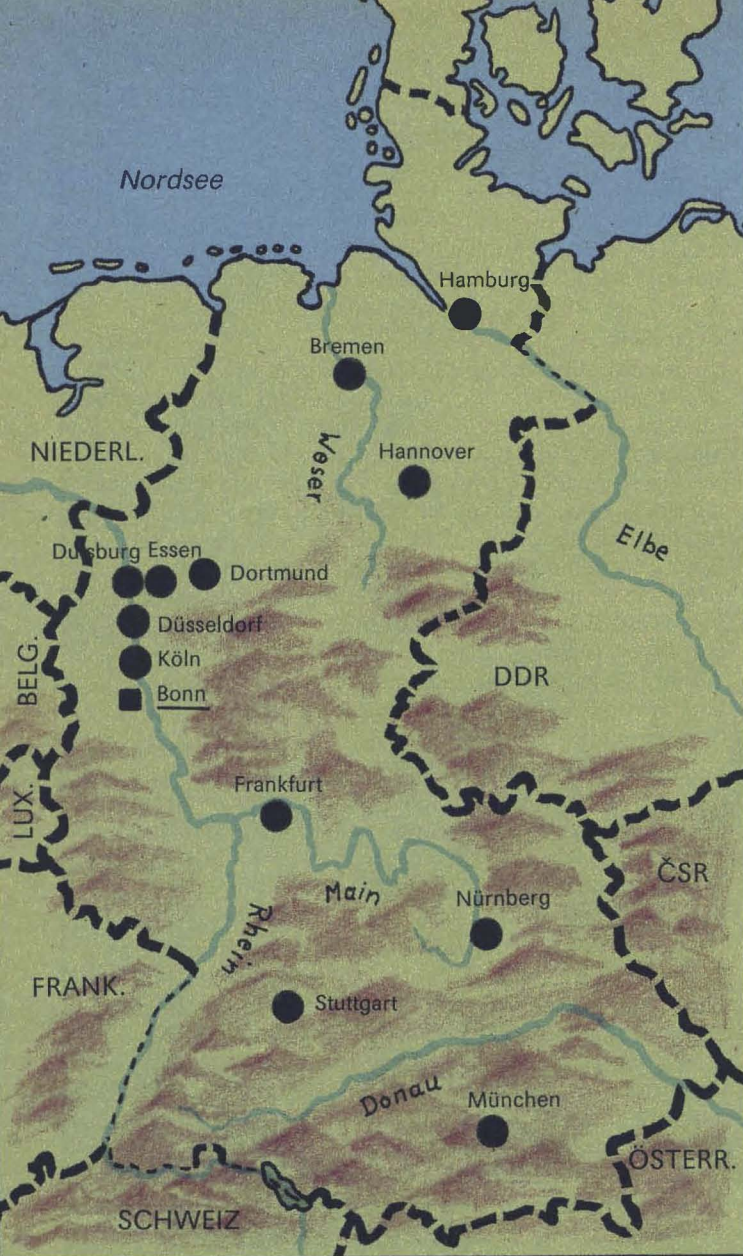 Nordsee
Hamburg
Bremen
NIEDERL.
Weser
Hannover
Elbe
Duisburg Essen
Dortmund
Düsseldorf
Köln
Bonn
BELG.
DDR
LUX.
Frankfurt
ČSR
Main
Nürnberg
Rhein
FRANK.
Stuttgart
Donau
München
ÖSTERR.
SCHWEIZ